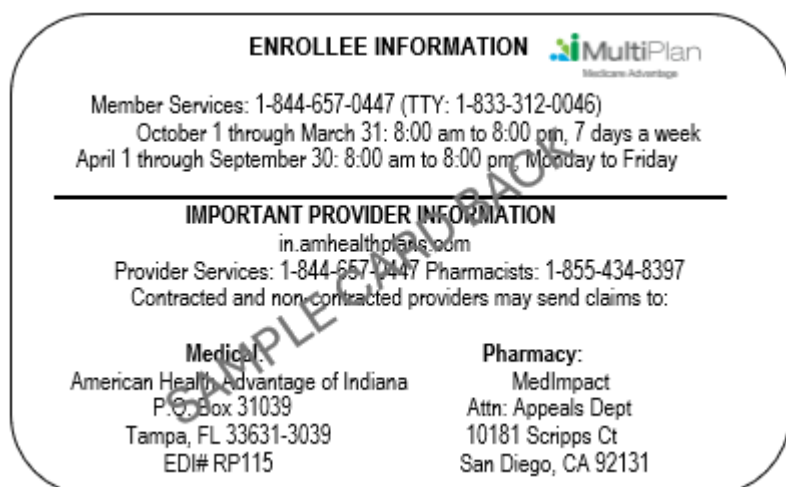 ENROLLEE INFORMATION
MultiPlan
Medicare Advantage
Member Services: 1-844-657-0447 (TTY: 1-833-312-0046)
October 1 through March 31: 8:00 am to 8:00 pm, 7 days a week
April 1 through September 30: 8:00 am to 8:00 pm, Monday to Friday
IMPORTANT PROVIDER INFORMATION
in.amhealthplans.com
Provider Services: 1-844-657-0447 Pharmacists: 1-855-434-8397
Contracted and non-contracted providers may send claims to:
Medical:
American Health Advantage of Indiana
P.O. Box 31039
Tampa, FL 33631-3039
EDI# RP115
Pharmacy:
MedImpact
Attn: Appeals Dept
10181 Scripps Ct
San Diego, CA 92131
SAMPLE CARD BACK